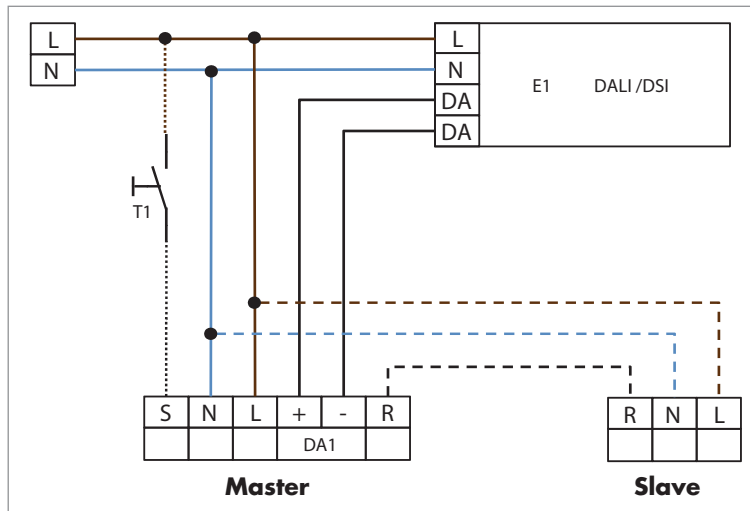 L
N
L
N
DA
DA
E1 DALI /DSI
T1
S N L + - R
DA1
Master
R N L
Slave